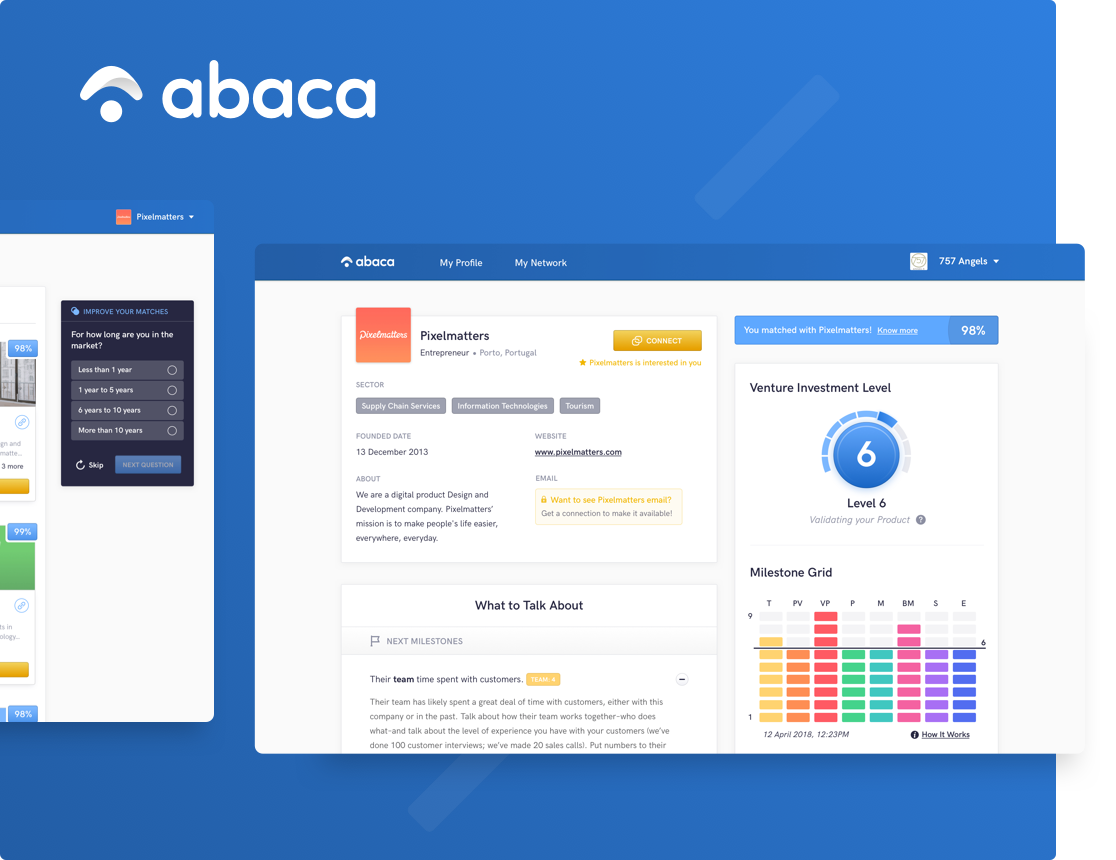 abaca
Pixelmatters
98%
gn and
matte...
3 more
99%
ts in
ology...
98%
IMPROVE YOUR MATCHES
For how long are you in the
market?
Less than 1 year
1 year to 5 years
6 years to 10 years
More than 10 years
Skip
NEXT QUESTION
abaca
My Profile
My Network
757 Angels
Pixelmatters
Pixelmatters
Entrepreneur • Porto, Portugal
CONNECT
Pixelmatters is interested in you
SECTOR
Supply Chain Services
Information Technologies
Tourism
FOUNDED DATE
13 December 2013
WEBSITE
www.pixelmatters.com
ABOUT
We are a digital product Design and
Development company. Pixelmatters'
mission is to make people's life easier,
everywhere, everyday.
EMAIL
Want to see Pixelmatters email?
Get a connection to make it available!
What to Talk About
NEXT MILESTONES
Their team time spent with customers. TEAM: 4
Their team has likely spent a great deal of time with customers, either with this
company or in the past. Talk about how their team works together–who does
what–and talk about the level of experience you have with your customers (we've
done 100 customer interviews; we've made 20 sales calls). Put numbers to their
You matched with Pixelmatters! Know more
98%
Venture Investment Level
6
Level 6
Validating your Product ?
Milestone Grid
T PV VP P M BM S E
9
6
1
12 April 2018, 12:23PM
How It Works